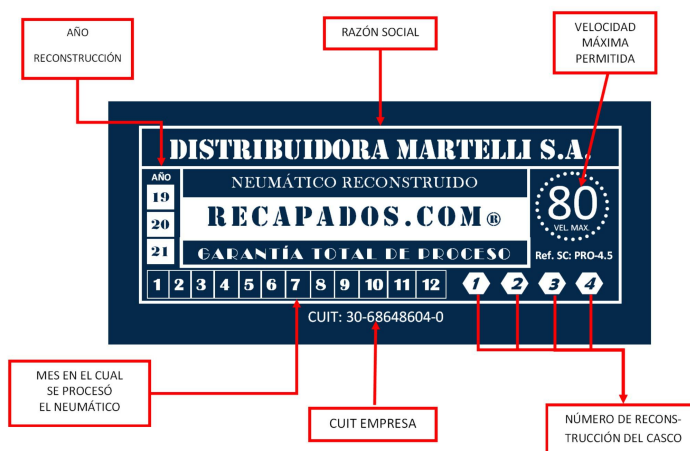 AÑO
RECONSTRUCCIÓN
RAZÓN SOCIAL
VELOCIDAD
MÁXIMA
PERMITIDA
DISTRIBUIDORA MARTELLI S.A.
AÑO
19
20
21
NEUMÁTICO RECONSTRUIDO
RECAPADOS.COM®
GARANTÍA TOTAL DE PROCESO
80
VEL. MAX.
Ref. SC: PRO-4.5
1 2 3 4 5 6 7 8 9 10 11 12
1 2 3 4
CUIT: 30-68648604-0
MES EN EL CUAL
SE PROCESÓ
EL NEUMÁTICO
CUIT EMPRESA
NÚMERO DE RECONS-
TRUCCIÓN DEL CASCO